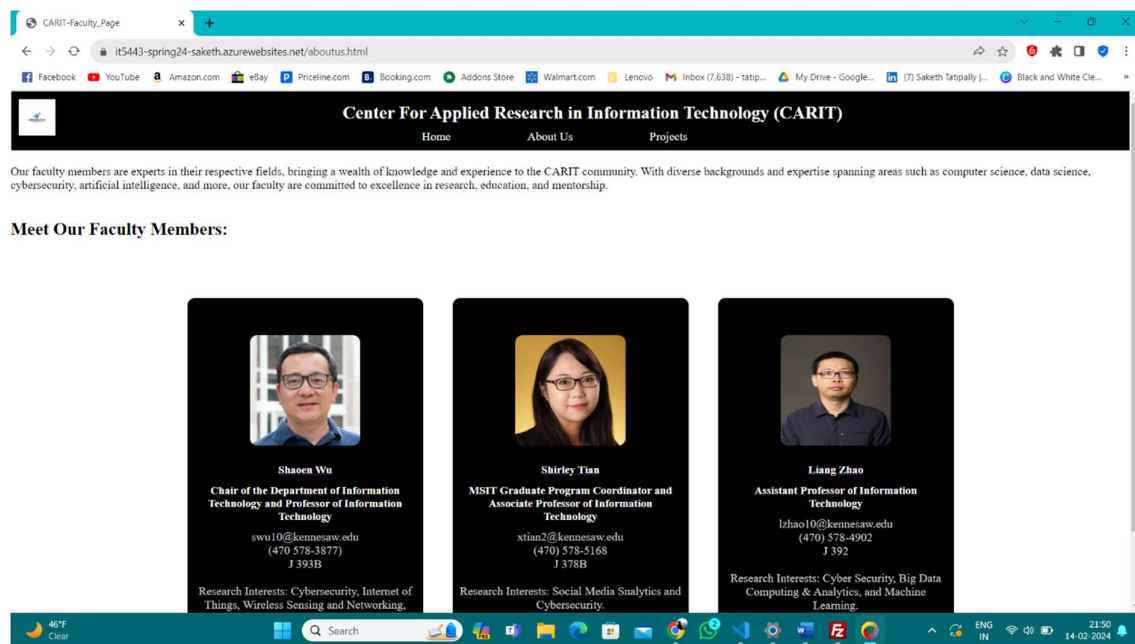 CARIT-Faculty_Page
it5443-spring24-saketh.azurewebsites.net/aboutus.html
Facebook YouTube Amazon.com eBay Priceline.com Booking.com Addons Store Walmart.com Lenovo Inbox (7,638) - tatip... My Drive - Google... (7) Saketh Tatipally |... Black and White Cle...
Center For Applied Research in Information Technology (CARIT)
Home About Us Projects
Our faculty members are experts in their respective fields, bringing a wealth of knowledge and experience to the CARIT community. With diverse backgrounds and expertise spanning areas such as computer science, data science,
cybersecurity, artificial intelligence, and more, our faculty are committed to excellence in research, education, and mentorship.
Meet Our Faculty Members:
Shaoen Wu
Chair of the Department of Information
Technology and Professor of Information
Technology
swu10@kennesaw.edu
(470 578-3877)
J 393B
Research Interests: Cybersecurity, Internet of
Things, Wireless Sensing and Networking,
Shirley Tian
MSIT Graduate Program Coordinator and
Associate Professor of Information
Technology
xtian2@kennesaw.edu
(470) 578-5168
J 378B
Research Interests: Social Media Snalytics and
Cybersecurity.
Liang Zhao
Assistant Professor of Information
Technology
lzhao10@kennesaw.edu
(470) 578-4902
J 392
Research Interests: Cyber Security, Big Data
Computing & Analytics, and Machine
Learning.
46°F
Clear
Search
ENG
IN
21:50
14-02-2024